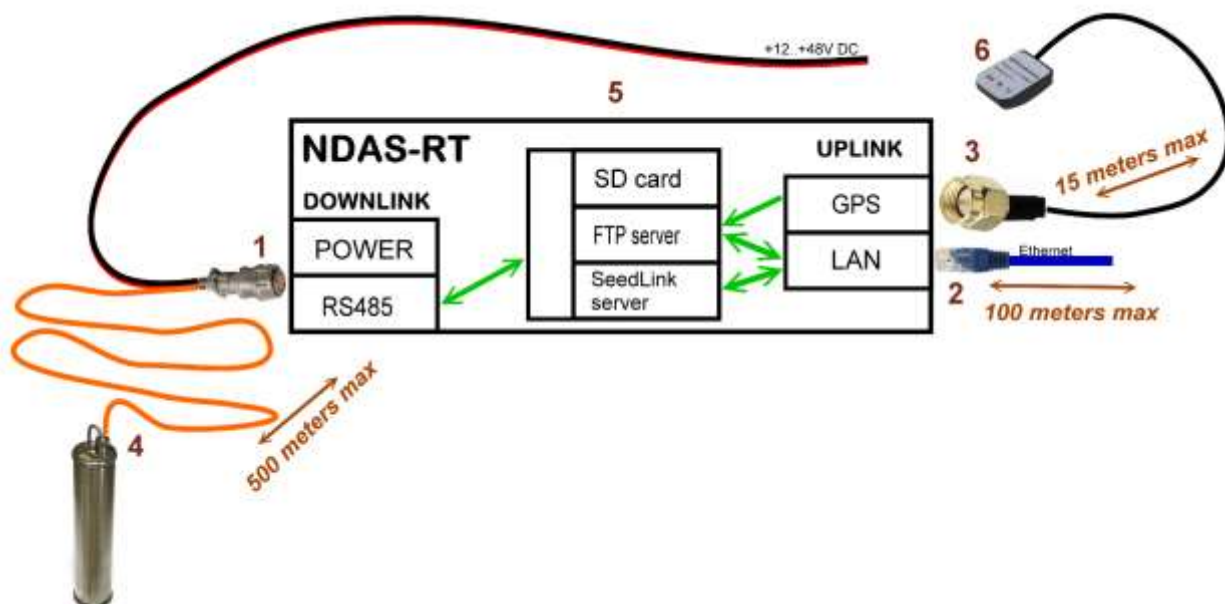 +12..+48V DC
6
5
NDAS-RT
UPLINK
3
15 meters max
SD card
DOWNLINK
GPS
FTP server
1
POWER
LAN
Ethernet
SeedLink
server
RS485
2
100 meters max
500 meters max
4